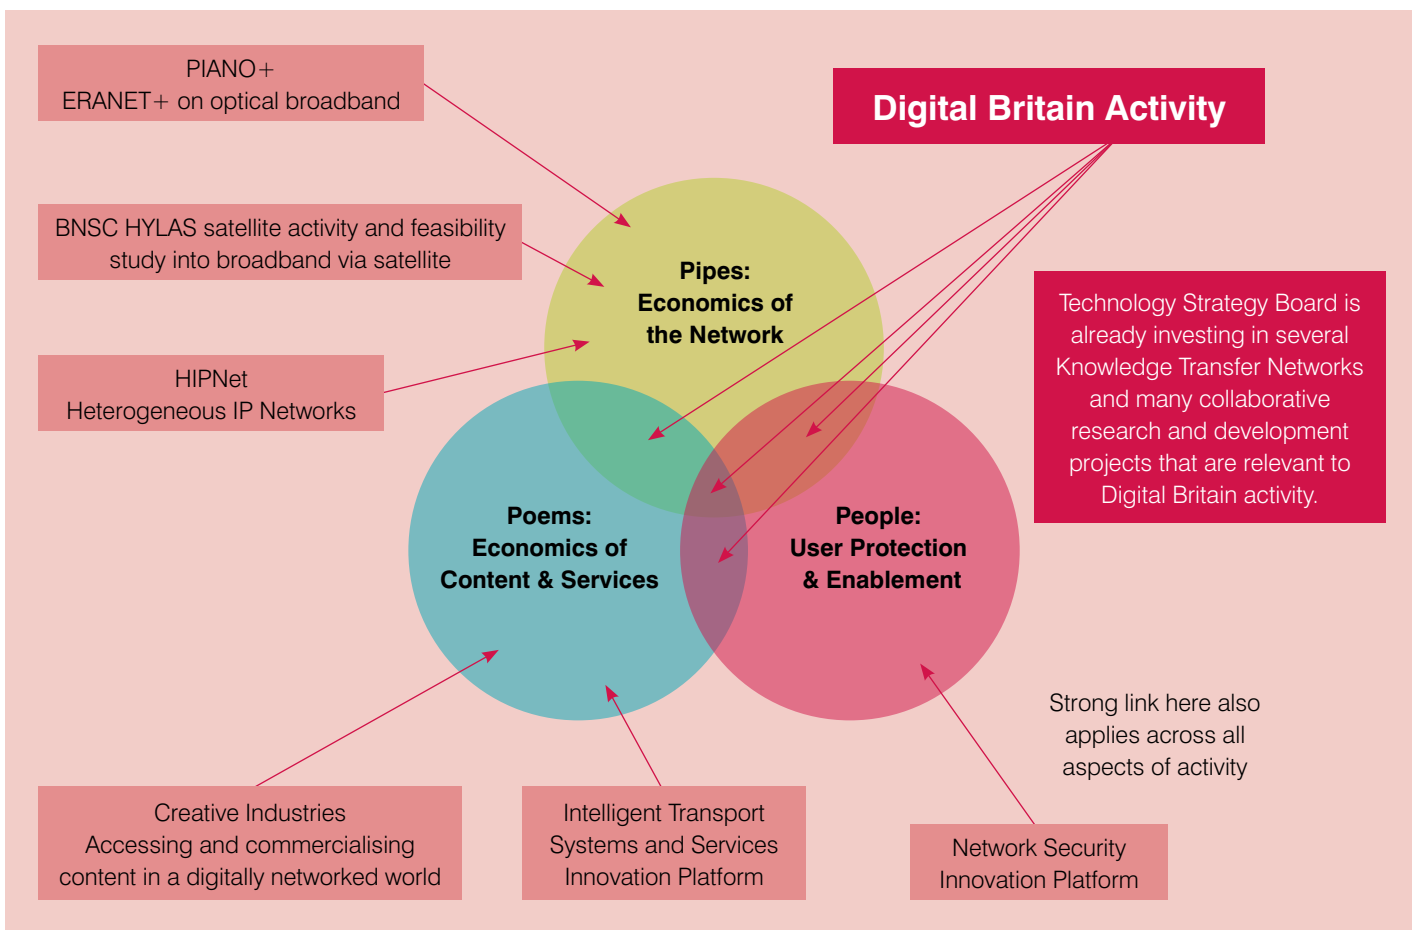 PIANO+
ERANET+ on optical broadband
Digital Britain Activity
BNSC HYLAS satellite activity and feasibility
study into broadband via satellite
Pipes:
Economics of
the Network
Technology Strategy Board is
already investing in several
Knowledge Transfer Networks
and many collaborative
research and development
projects that are relevant to
Digital Britain activity.
HIPNet
Heterogeneous IP Networks
Poems:
Economics of
Content & Services
People:
User Protection
& Enablement
Strong link here also
applies across all
aspects of activity
Creative Industries
Accessing and commercialising
content in a digitally networked world
Intelligent Transport
Systems and Services
Innovation Platform
Network Security
Innovation Platform